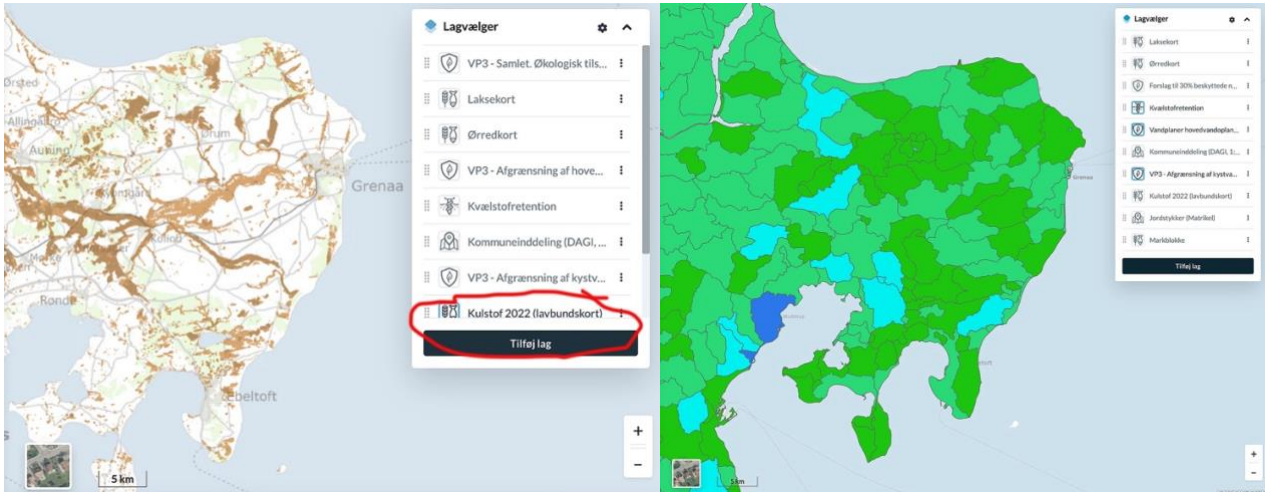 Lagvælger
VP3 - Samlet. Økologisk tils...
Laksekort
Ørredkort
VP3 - Afgrænsning af hove...
Kvælstofretention
Kommuneinddeling (DAGI, ...
VP3 - Afgrænsning af kystv...
Kulstof 2022 (lavbundskort)
Tilføj lag
Ørsted
Allingåbro
Auning
Ørum
Grenaa
Kolind
Rønde
Ebeltoft
5 km
+
−
Lagvælger
Laksekort
Ørredkort
Forslag til 30% beskyttede n...
Kvælstofretention
Vandplaner hovedvandoplan...
Kommuneinddeling (DAGI, 1:...
VP3 - Afgrænsning af kystva...
Kulstof 2022 (lavbundskort)
Jordstykker (Matrikel)
Markblokke
Tilføj lag
Grenaa
5 km
+
−